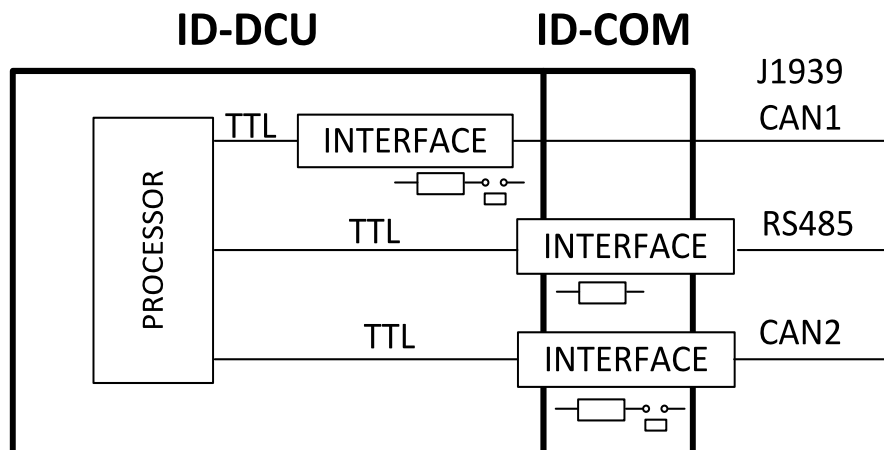 ID-DCU
ID-COM
J1939
CAN1
TTL
INTERFACE
PROCESSOR
TTL
INTERFACE
RS485
TTL
INTERFACE
CAN2